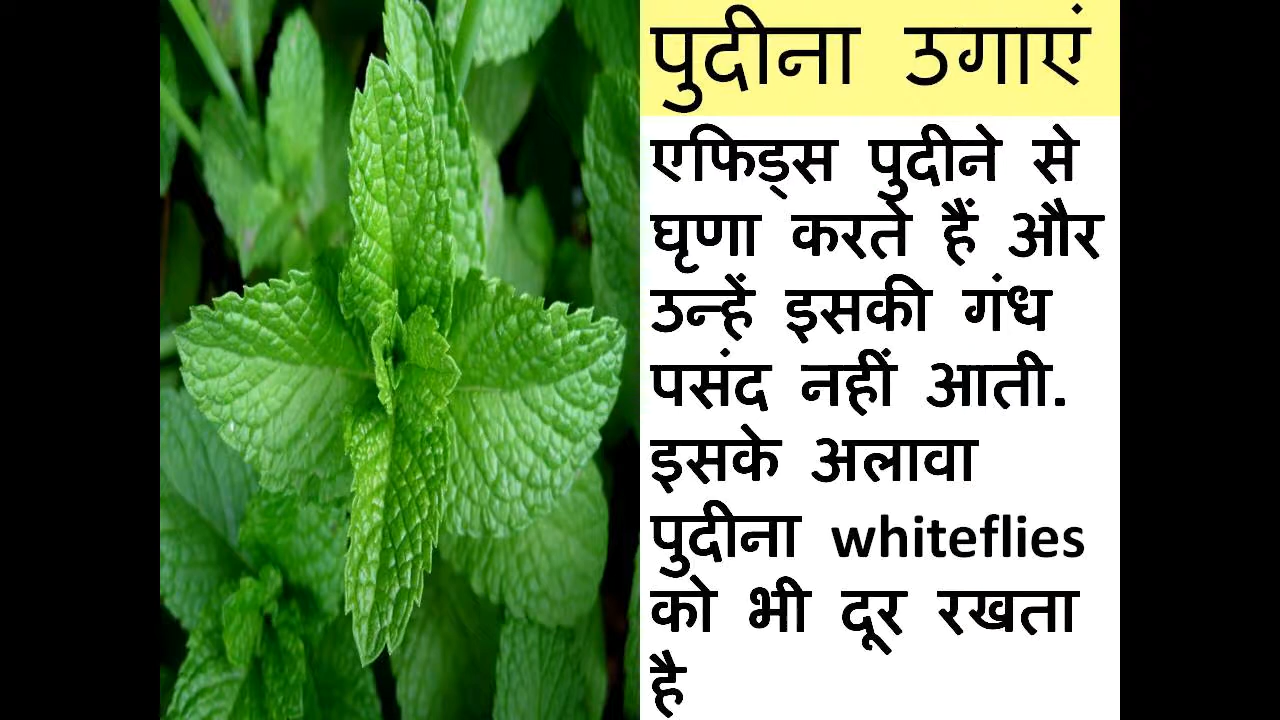 पुदीना उगाएं
एफिड्स पुदीने से
घृणा करते हैं और
उन्हें इसकी गंध
पसंद नहीं आती.
इसके अलावा
पुदीना whiteflies
को भी दूर रखता
है